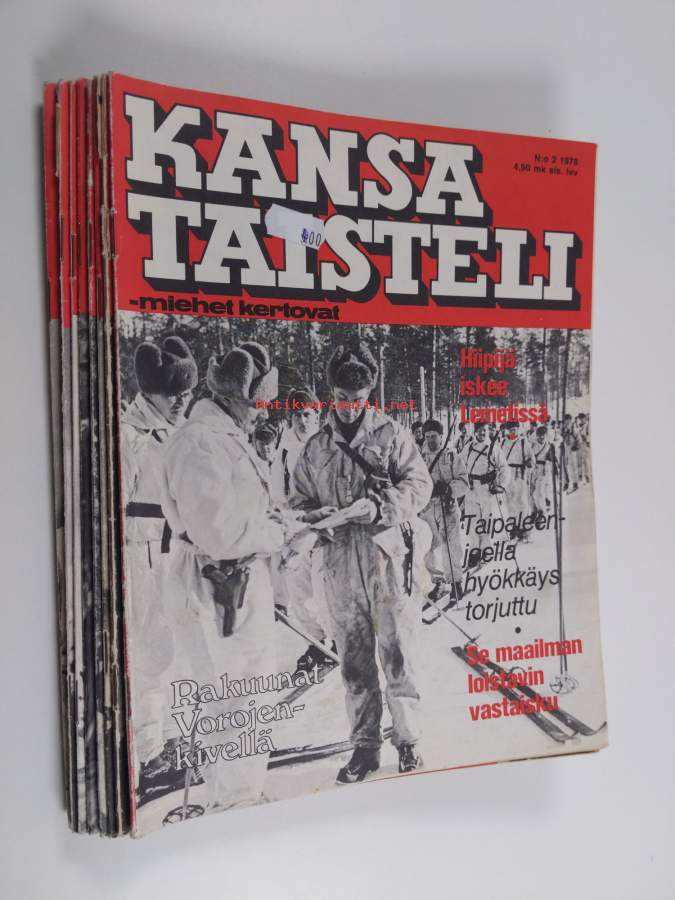 KANSA
TAISTELI
-miehet kertovat
N:o 2 1978
4,90 mk sis. lvv
00
Hiipijä
iskee
Lemetissä
Antikvariaatti.net
Taipaleen-
joella
hyökkäys
torjuttu
Se maailman
loistavin
vastaisku
Rakuunat
Vorojen-
kivellä